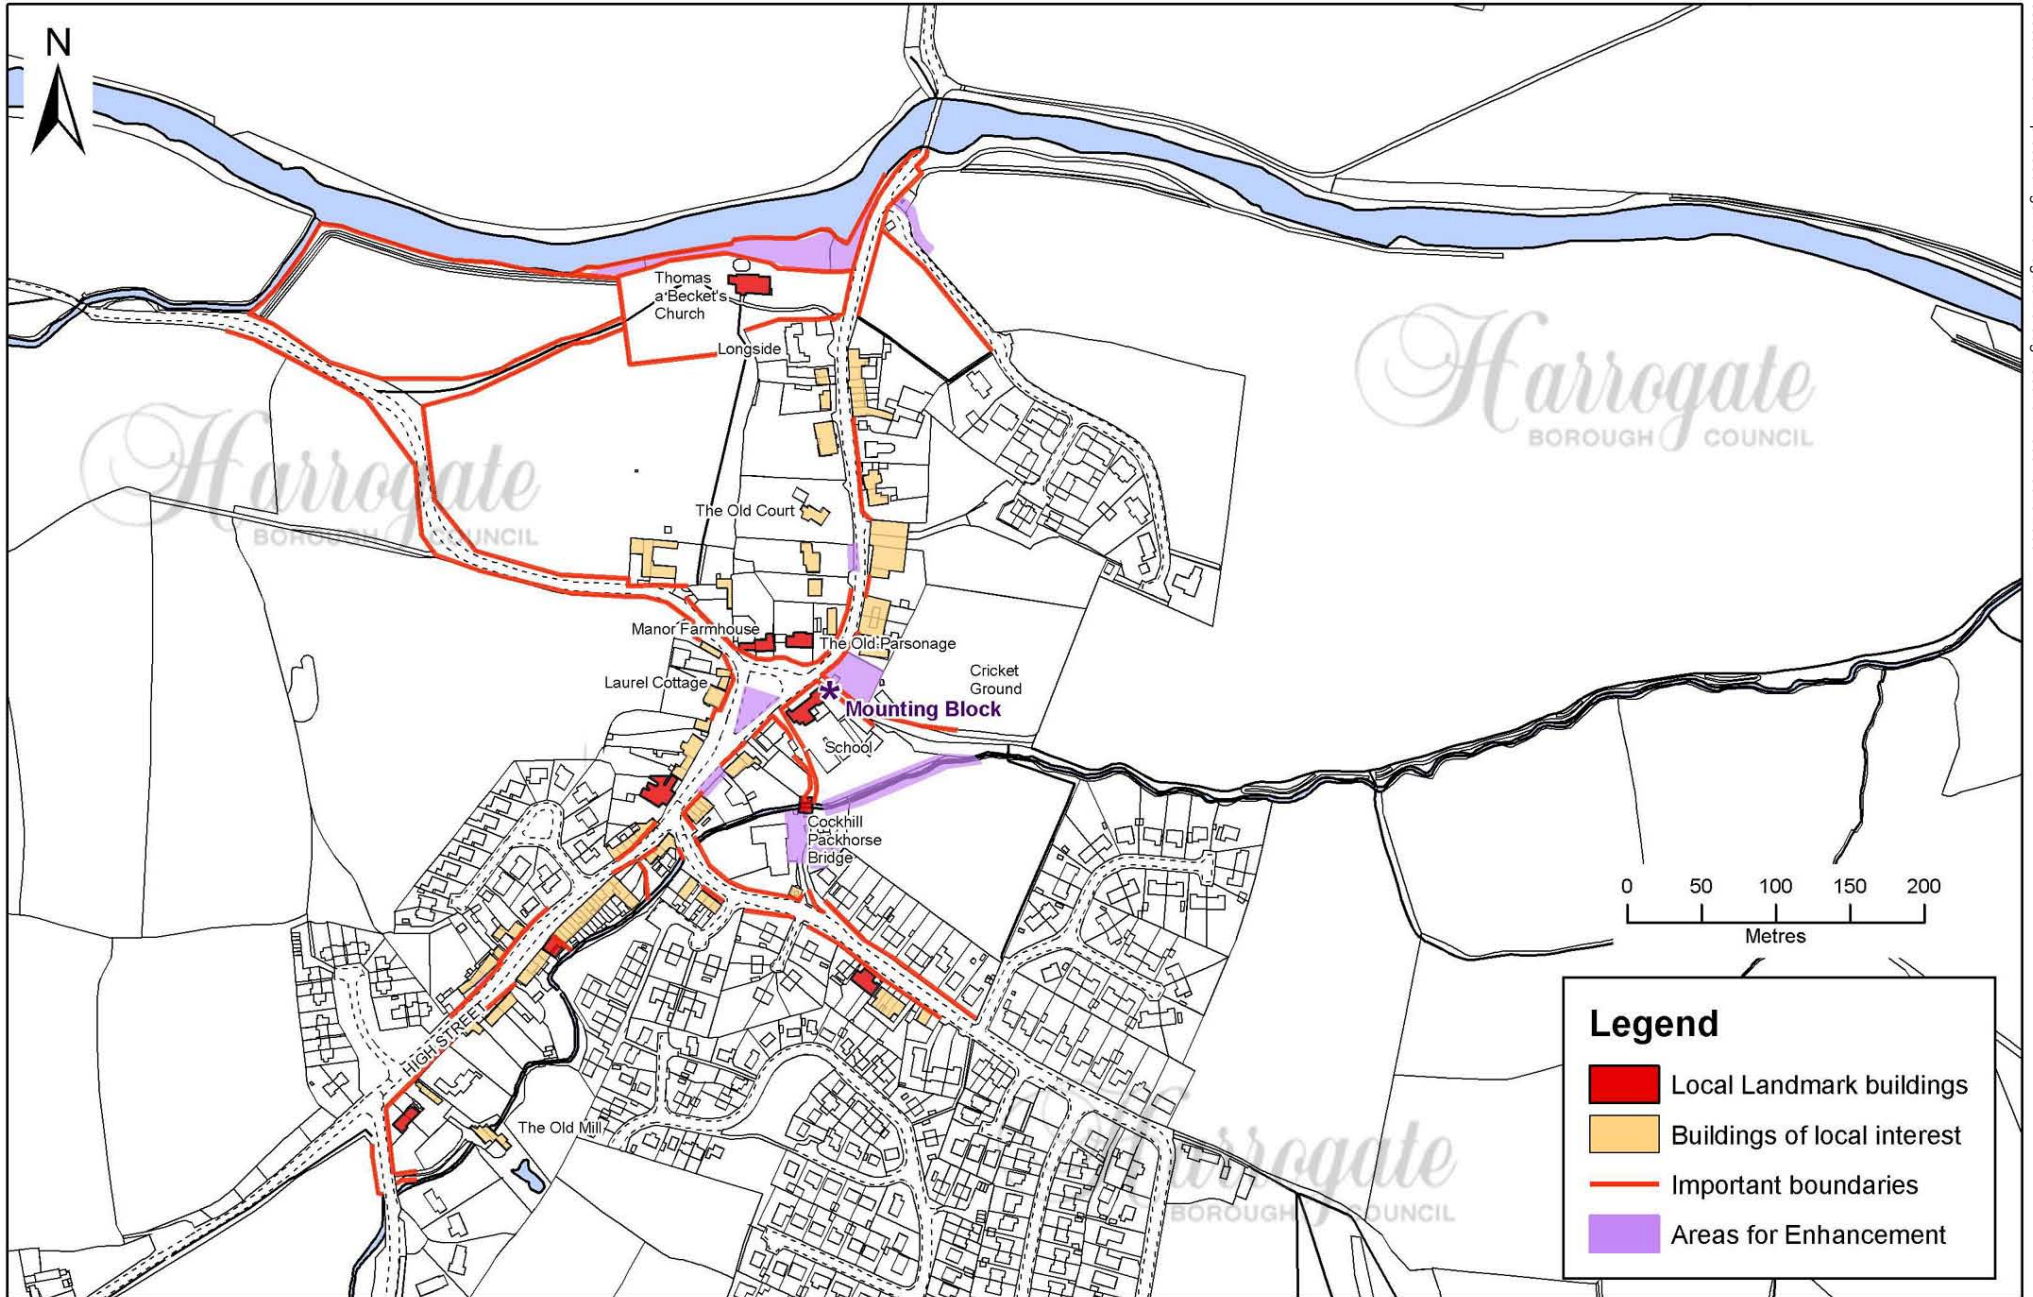 N
Thomas
a'Becket's
Church
Longside
Harrogate
BOROUGH COUNCIL
Harrogate
BOROUGH COUNCIL
The Old Court
Manor Farmhouse
The Old Parsonage
Laurel Cottage
Cricket
Ground
*
Mounting Block
School
Cockhill
Packhorse
Bridge
HIGH STREET
The Old Mill
Harrogate
BOROUGH COUNCIL
0 50 100 150 200
Metres
Legend
Local Landmark buildings
Buildings of local interest
Important boundaries
Areas for Enhancement